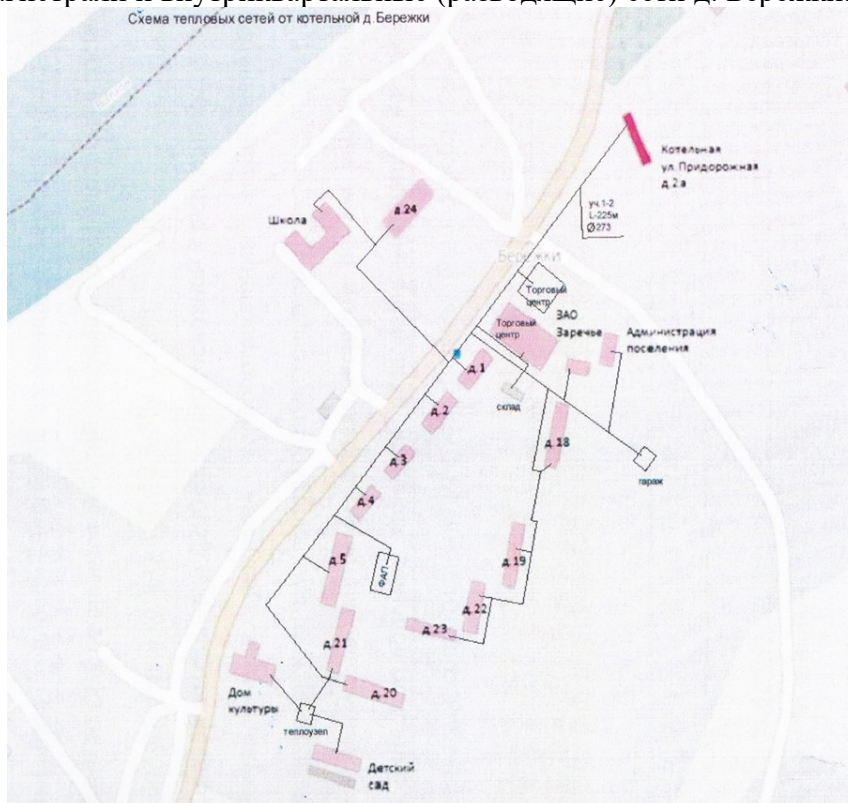 Схема тепловых сетей от котельной д.Бережки
Котельная
ул.Придорожная
д.2а
уч.1-2
L-225м
Ø273
Школа
д.24
Бережки
Торговый
центр
ЗАО
Заречье
Торговый
центр
Администрация
поселения
д.1
склад
д.2
д.18
д.3
гараж
д.4
д.5
ФАП
д.19
д.22
д.23
д.21
д.20
Дом
культуры
теплоузел
Детский
сад